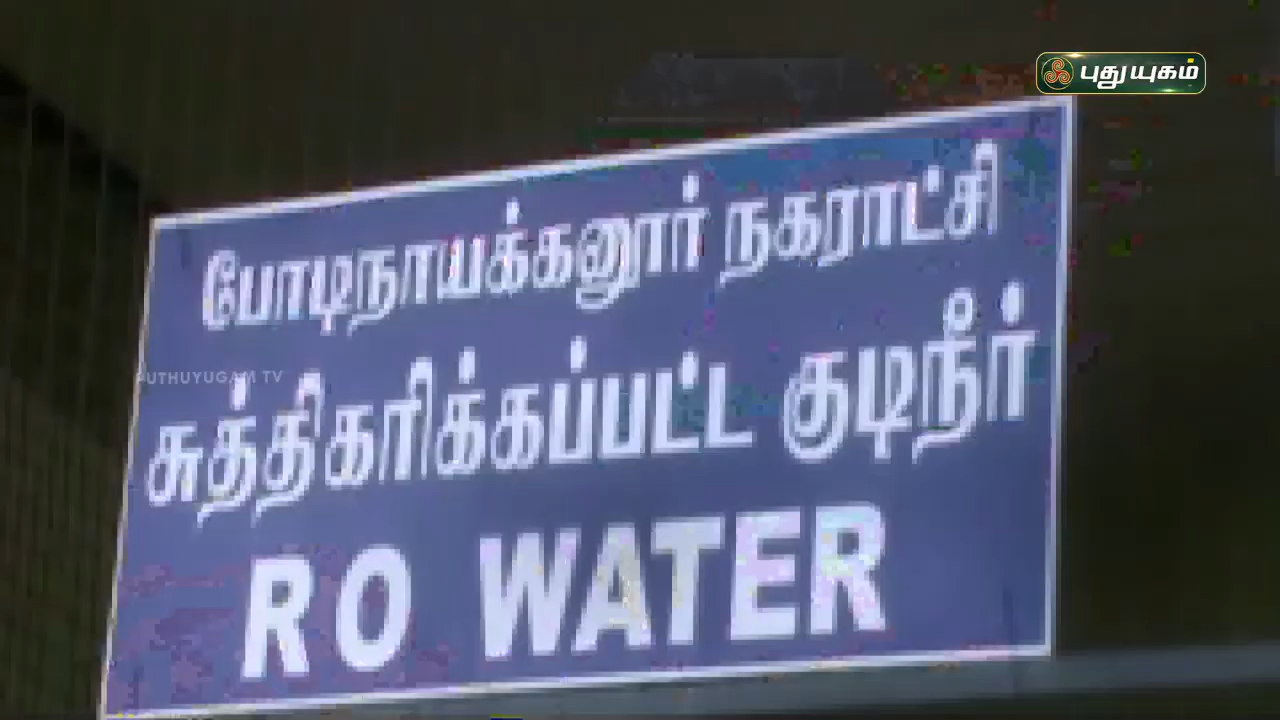 புதுயுகம்
போடிநாயக்கனூர் நகராட்சி
PUTHUYUGAM TV
சுத்திகரிக்கப்பட்ட குடிநீர்
RO WATER